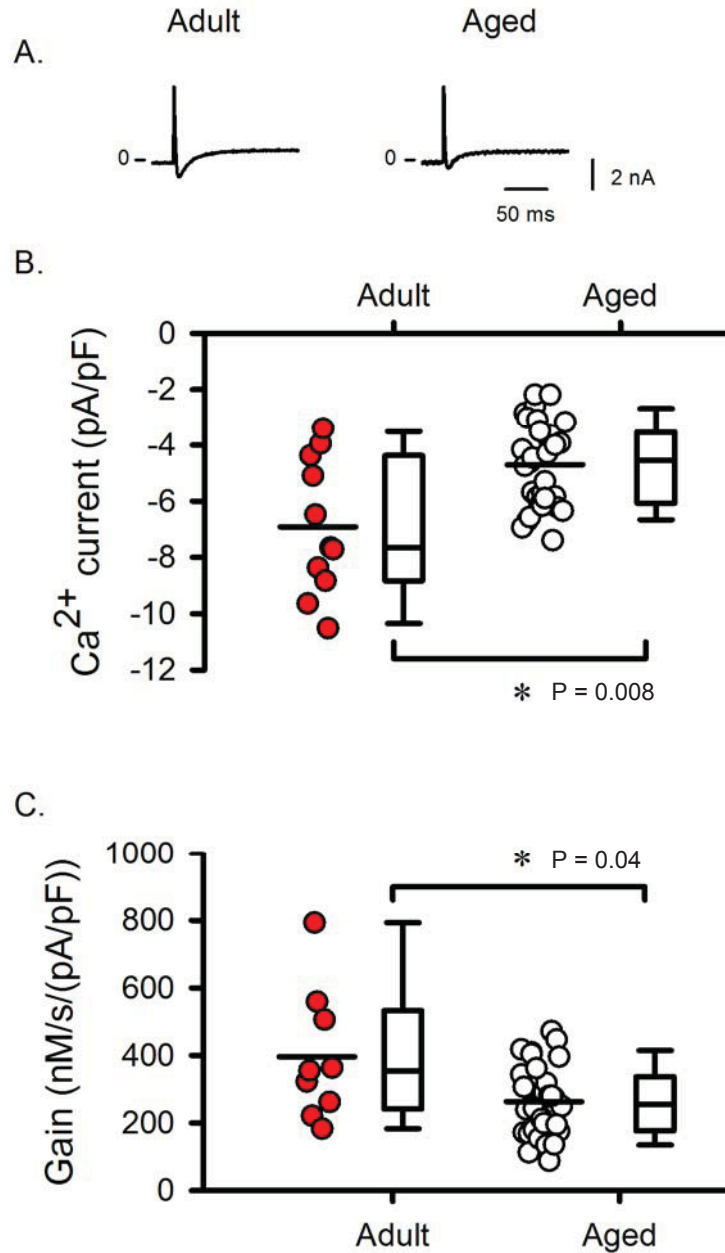 Adult Aged
A.
0
0
2 nA
50 ms
B.
Adult Aged
Ca2+ current (pA/pF)
0
-2
-4
-6
-8
-10
-12
* P = 0.008
C.
Gain (nM/s/(pA/pF))
1000
800
600
400
200
0
* P = 0.04
Adult Aged